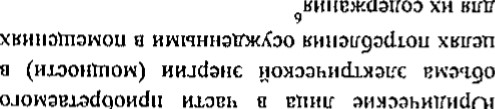 Юридические лица в части приобретаемого
объема электрической энергии (мощности) в
целях потребления осужденными в помещениях
для их содержания⁶